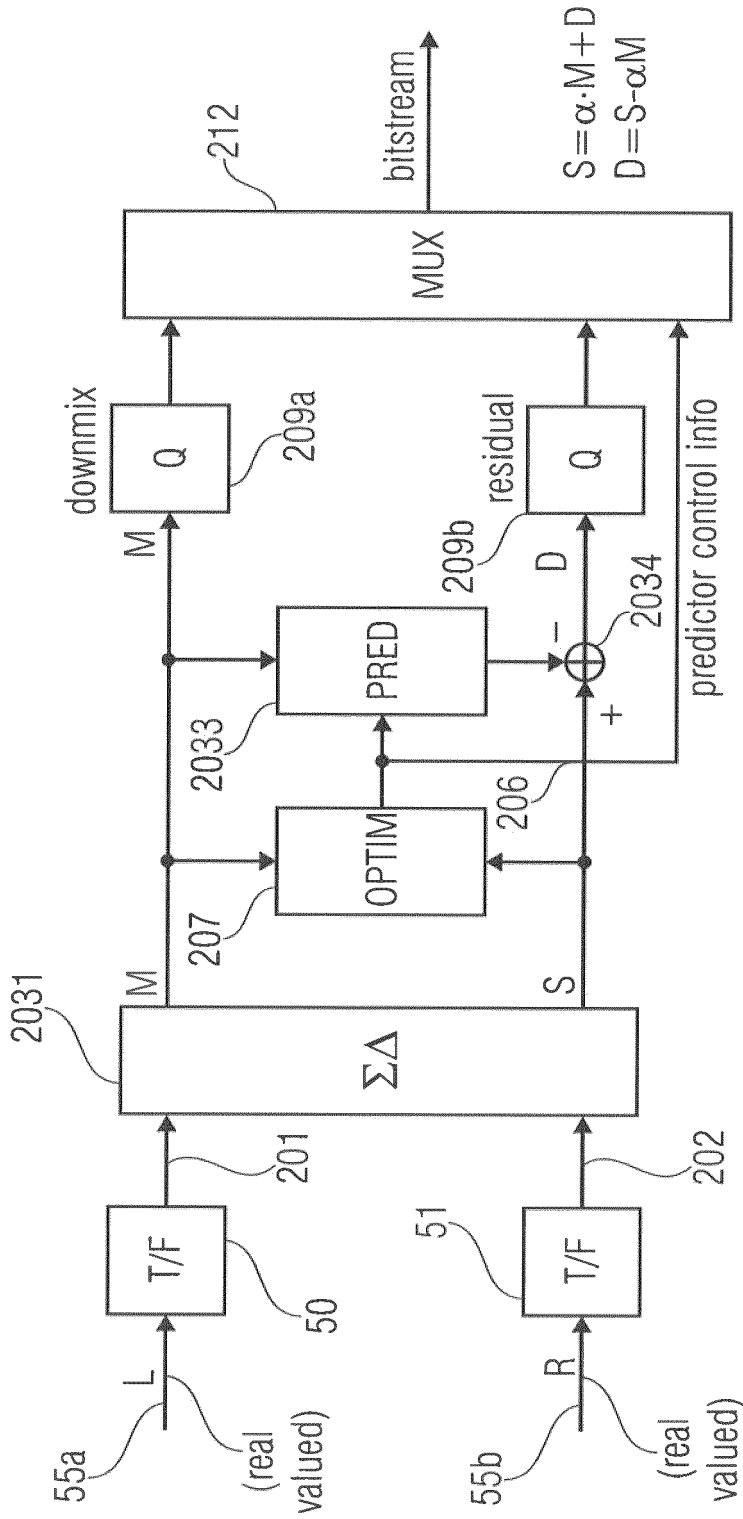 55a
L
(real
valued)
T/F
50
201
2031
M
ΣΔ
55b
R
(real
valued)
T/F
51
202
S
207
OPTIM
2033
PRED
206
M
downmix
Q
209a
+
−
D
2034
residual
Q
209b
predictor control info
MUX
212
bitstream
S=α·M+D
D=S-αM